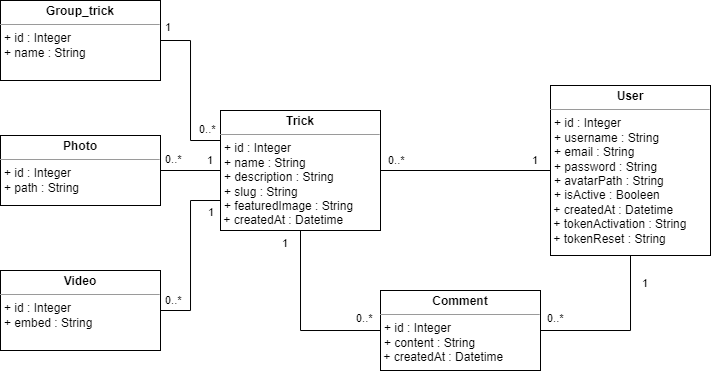 Group_trick
+ id : Integer
+ name : String
1
0..*
Photo
+ id : Integer
+ path : String
0..*
1
Video
+ id : Integer
+ embed : String
0..*
1
Trick
+ id : Integer
+ name : String
+ description : String
+ slug : String
+ featuredImage : String
+ createdAt : Datetime
0..*
1
User
+ id : Integer
+ username : String
+ email : String
+ password : String
+ avatarPath : String
+ isActive : Booleen
+ createdAt : Datetime
+ tokenActivation : String
+ tokenReset : String
1
0..*
Comment
+ id : Integer
+ content : String
+ createdAt : Datetime
0..*
1